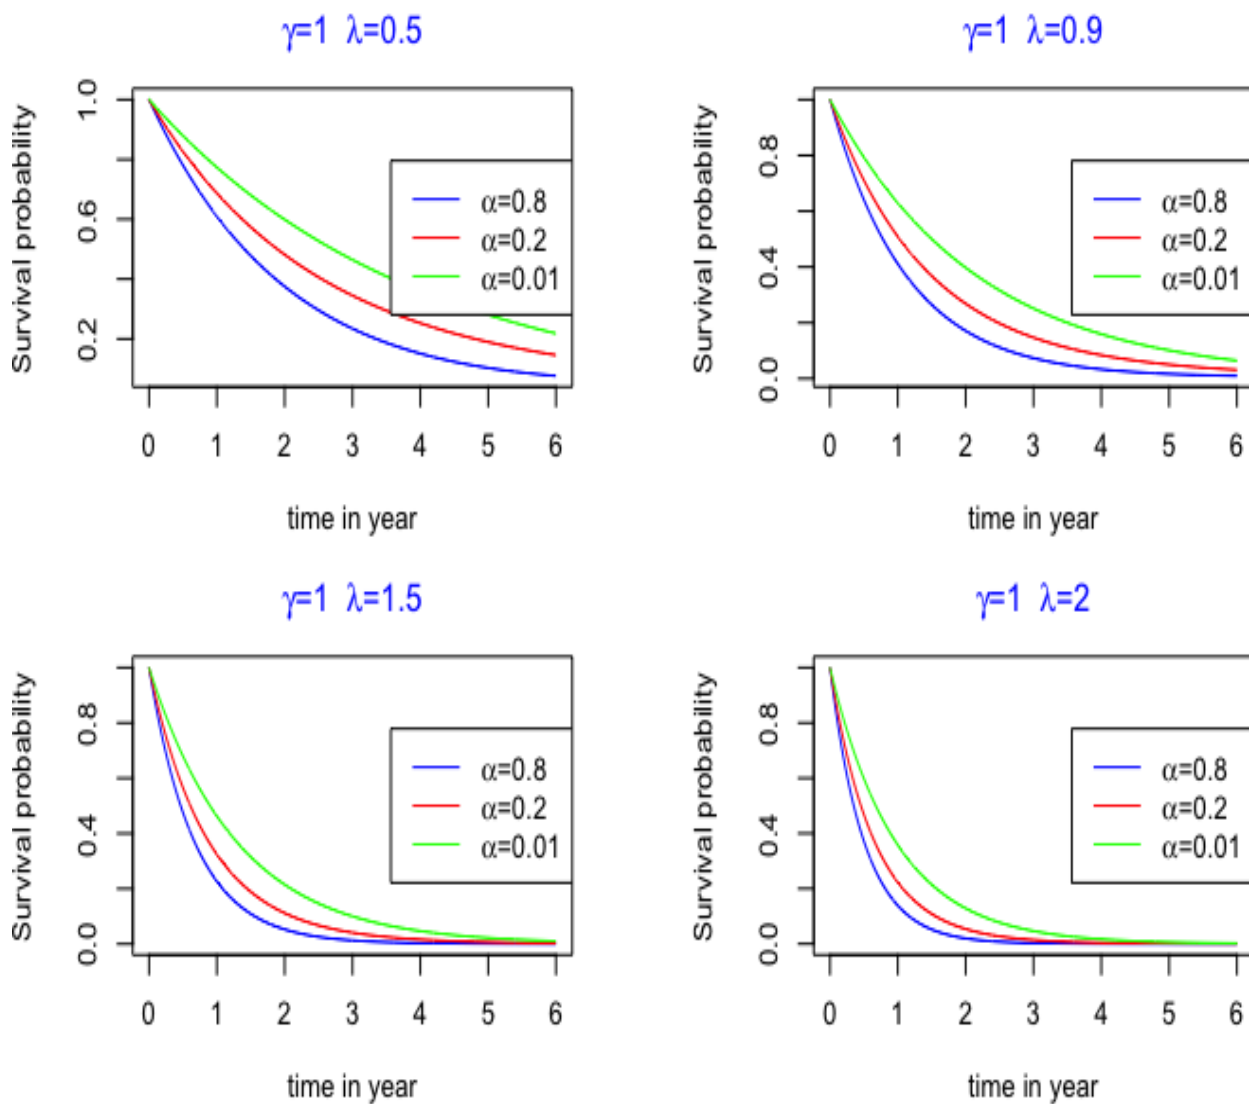 γ=1 λ=0.5
Survival probability
1.0
0.6
0.2
α=0.8
α=0.2
α=0.01
0 1 2 3 4 5 6
time in year
γ=1 λ=0.9
Survival probability
0.8
0.4
0.0
α=0.8
α=0.2
α=0.01
0 1 2 3 4 5 6
time in year
γ=1 λ=1.5
Survival probability
0.8
0.4
0.0
α=0.8
α=0.2
α=0.01
0 1 2 3 4 5 6
time in year
γ=1 λ=2
Survival probability
0.8
0.4
0.0
α=0.8
α=0.2
α=0.01
0 1 2 3 4 5 6
time in year